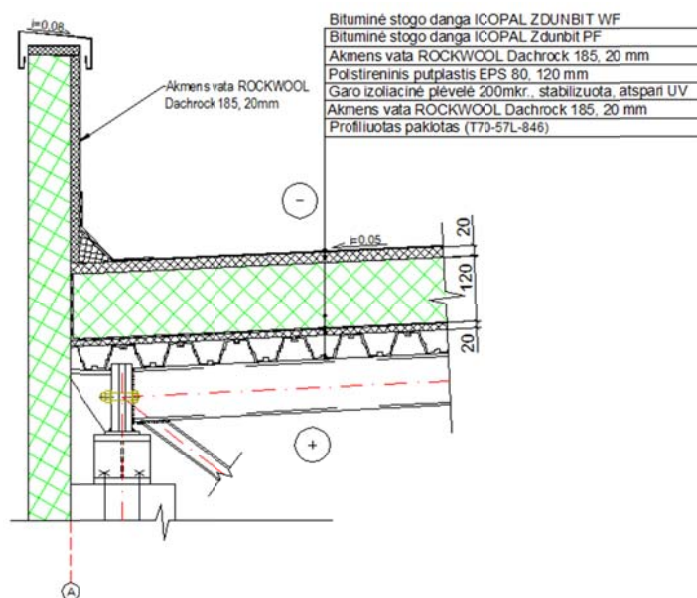 Bituminė stogo danga ICOPAL ZDUNBIT WF
Bituminė stogo danga ICOPAL Zdunbit PF
Akmens vata ROCKWOOL Dachrock 185, 20 mm
Polistireninis putplastis EPS 80, 120 mm
Garo izoliacinė plėvelė 200mkr., stabilizuota, atspari UV
Akmens vata ROCKWOOL Dachrock 185, 20 mm
Profiliuotas paklotas (T70-57L-846)
i=0.08
Akmens vata ROCKWOOL
Dachrock 185, 20mm
−
i=0.05
20
120
20
+
A